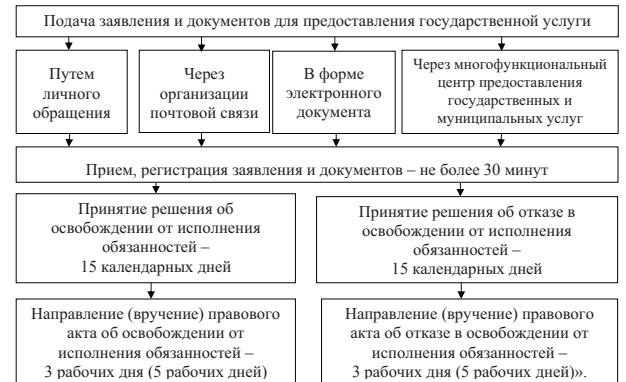 Подача заявления и документов для предоставления государственной услуги
Путем
личного
обращения
Через
организации
почтовой связи
В форме
электронного
документа
Через многофункциональный
центр предоставления
государственных и
муниципальных услуг
Прием, регистрация заявления и документов – не более 30 минут
Принятие решения об
освобождении от исполнения
обязанностей –
15 календарных дней
Принятие решения об отказе в
освобождении от исполнения
обязанностей –
15 календарных дней
Направление (вручение) правового
акта об освобождении от
исполнения обязанностей –
3 рабочих дня (5 рабочих дней)
Направление (вручение) правового
акта об отказе в освобождении от
исполнения обязанностей –
3 рабочих дня (5 рабочих дней)».